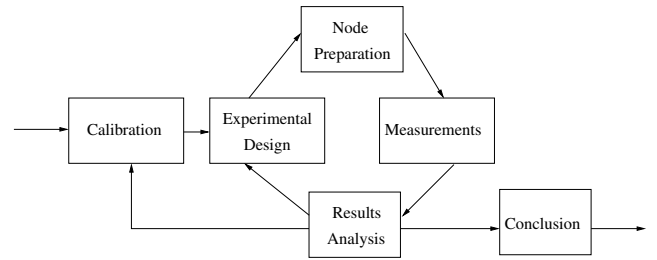 Node
Preparation
Calibration
Experimental
Design
Measurements
Results
Analysis
Conclusion